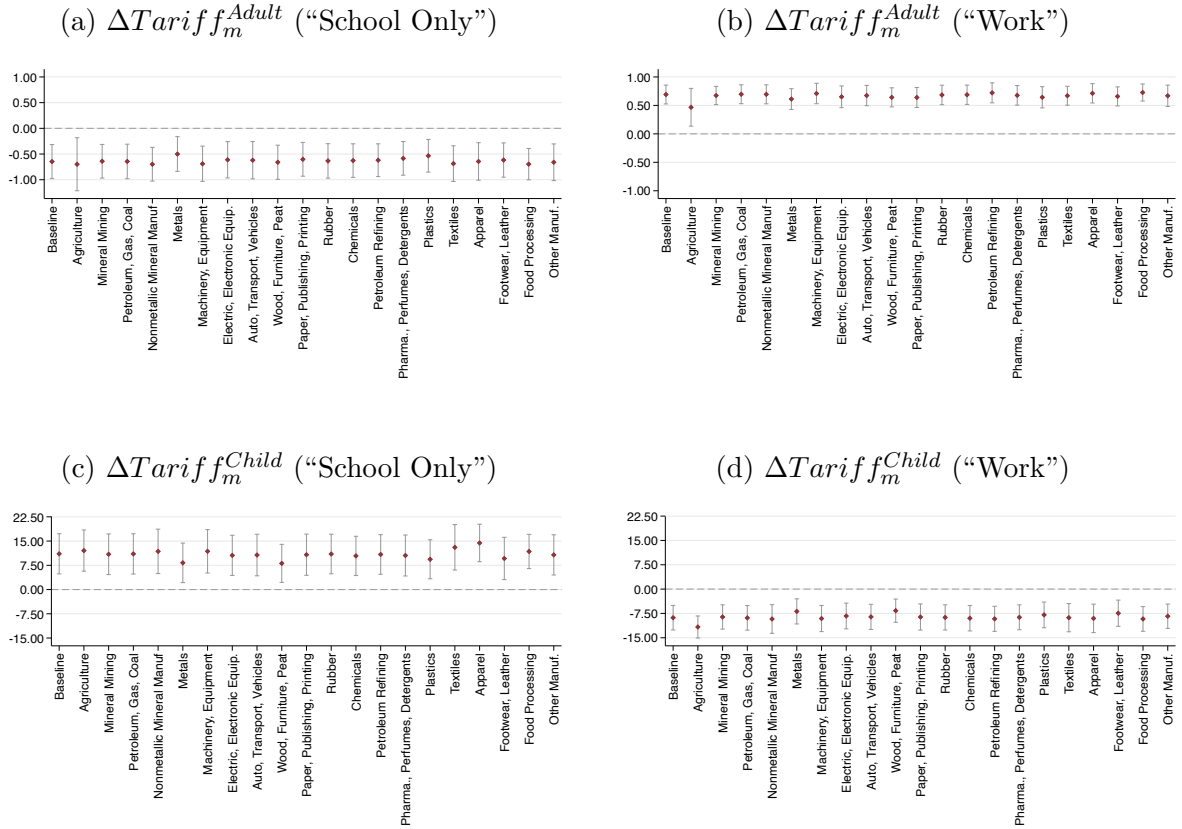 (a) ΔTariff_m^Adult (“School Only”)
1.00
0.50
0.00
-0.50
-1.00
Baseline
Agriculture
Mineral Mining
Petroleum, Gas, Coal
Nonmetallic Mineral Manuf
Metals
Machinery, Equipment
Electric, Electronic Equip.
Auto, Transport, Vehicles
Wood, Furniture, Peat
Paper, Publishing, Printing
Rubber
Chemicals
Petroleum Refining
Pharma., Perfumes, Detergents
Plastics
Textiles
Apparel
Footwear, Leather
Food Processing
Other Manuf.
(b) ΔTariff_m^Adult (“Work”)
1.00
0.50
0.00
-0.50
-1.00
Baseline
Agriculture
Mineral Mining
Petroleum, Gas, Coal
Nonmetallic Mineral Manuf
Metals
Machinery, Equipment
Electric, Electronic Equip.
Auto, Transport, Vehicles
Wood, Furniture, Peat
Paper, Publishing, Printing
Rubber
Chemicals
Petroleum Refining
Pharma., Perfumes, Detergents
Plastics
Textiles
Apparel
Footwear, Leather
Food Processing
Other Manuf.
(c) ΔTariff_m^Child (“School Only”)
22.50
15.00
7.50
0.00
-7.50
-15.00
Baseline
Agriculture
Mineral Mining
Petroleum, Gas, Coal
Nonmetallic Mineral Manuf
Metals
Machinery, Equipment
Electric, Electronic Equip.
Auto, Transport, Vehicles
Wood, Furniture, Peat
Paper, Publishing, Printing
Rubber
Chemicals
Petroleum Refining
Pharma., Perfumes, Detergents
Plastics
Textiles
Apparel
Footwear, Leather
Food Processing
Other Manuf.
(d) ΔTariff_m^Child (“Work”)
22.50
15.00
7.50
0.00
-7.50
-15.00
Baseline
Agriculture
Mineral Mining
Petroleum, Gas, Coal
Nonmetallic Mineral Manuf
Metals
Machinery, Equipment
Electric, Electronic Equip.
Auto, Transport, Vehicles
Wood, Furniture, Peat
Paper, Publishing, Printing
Rubber
Chemicals
Petroleum Refining
Pharma., Perfumes, Detergents
Plastics
Textiles
Apparel
Footwear, Leather
Food Processing
Other Manuf.